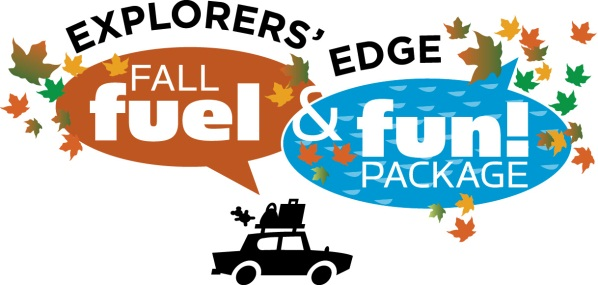 EXPLORERS' EDGE
FALL
fuel
&
fun!
PACKAGE